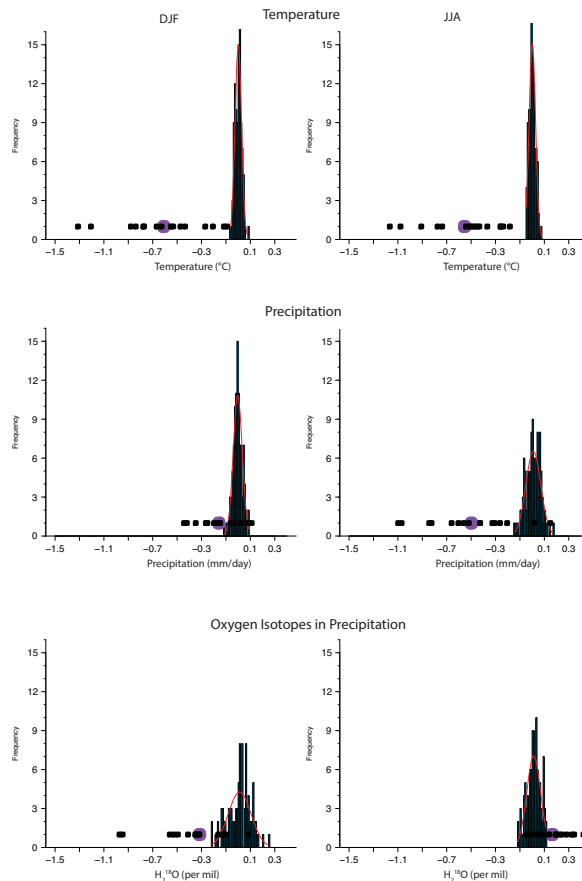 Temperature
DJF
JJA
15
12
9
6
3
0
Frequency
−1.5 −1.1 −0.7 −0.3 0.1 0.3
Temperature (°C)
15
12
9
6
3
0
Frequency
−1.5 −1.1 −0.7 −0.3 0.1 0.3
Temperature (°C)
Precipitation
15
12
9
6
3
0
Frequency
−1.5 −1.1 −0.7 −0.3 0.1 0.3
Precipitation (mm/day)
15
12
9
6
3
0
Frequency
−1.5 −1.1 −0.7 −0.3 0.1 0.3
Precipitation (mm/day)
Oxygen Isotopes in Precipitation
15
12
9
6
3
0
Frequency
−1.5 −1.1 −0.7 −0.3 0.1 0.3
H₂¹⁸O (per mil)
15
12
9
6
3
0
Frequency
−1.5 −1.1 −0.7 −0.3 0.1 0.3
H₂¹⁸O (per mil)